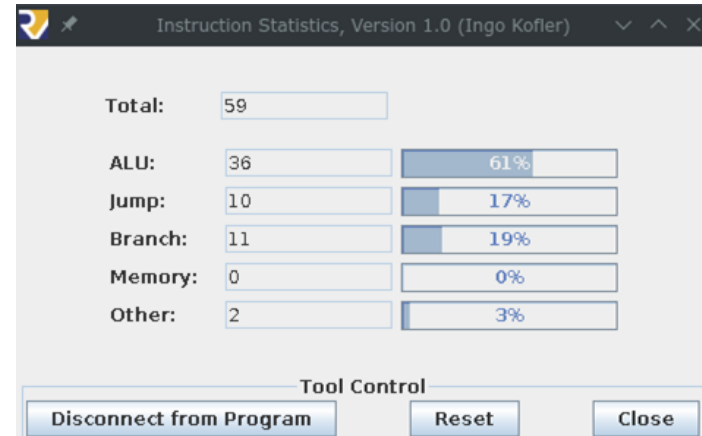 Instruction Statistics, Version 1.0 (Ingo Kofler)
Total: 59
ALU: 36 61%
Jump: 10 17%
Branch: 11 19%
Memory: 0 0%
Other: 2 3%
Tool Control
Disconnect from Program Reset Close